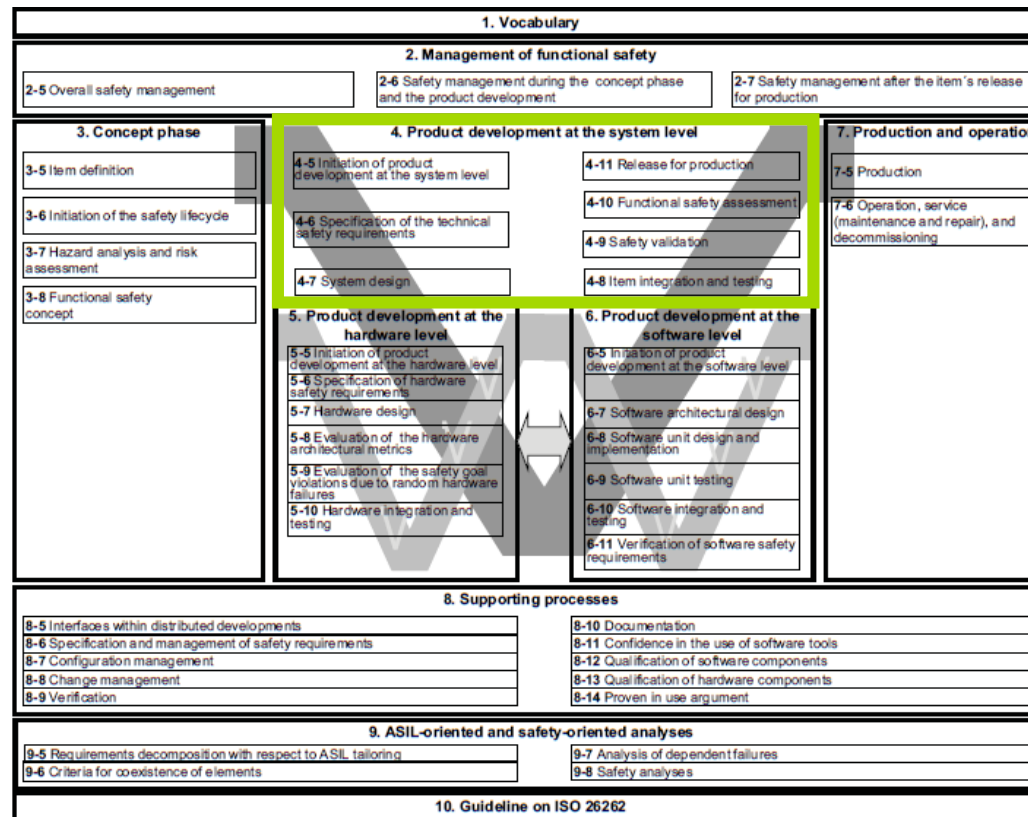 1. Vocabulary
2. Management of functional safety
2-5 Overall safety management
2-6 Safety management during the concept phase
and the product development
2-7 Safety management after the item´s release
for production
3. Concept phase
3-5 Item definition
3-6 Initiation of the safety lifecycle
3-7 Hazard analysis and risk
assessment
3-8 Functional safety
concept
4. Product development at the system level
4-5 Initiation of product
development at the system level
4-6 Specification of the technical
safety requirements
4-7 System design
4-11 Release for production
4-10 Functional safety assessment
4-9 Safety validation
4-8 Item integration and testing
7. Production and operation
7-5 Production
7-6 Operation, service
(maintenance and repair), and
decommissioning
5. Product development at the
hardware level
5-5 Initiation of product
development at the hardware level
5-6 Specification of hardware
safety requirements
5-7 Hardware design
5-8 Evaluation of the hardware
architectural metrics
5-9 Evaluation of the safety goal
violations due to random hardware
failures
5-10 Hardware integration and
testing
6. Product development at the
software level
6-5 Initiation of product
development at the software level
6-7 Software architectural design
6-8 Software unit design and
implementation
6-9 Software unit testing
6-10 Software integration and
testing
6-11 Verification of software safety
requirements
8. Supporting processes
8-5 Interfaces within distributed developments
8-6 Specification and management of safety requirements
8-7 Configuration management
8-8 Change management
8-9 Verification
8-10 Documentation
8-11 Confidence in the use of software tools
8-12 Qualification of software components
8-13 Qualification of hardware components
8-14 Proven in use argument
9. ASIL-oriented and safety-oriented analyses
9-5 Requirements decomposition with respect to ASIL tailoring
9-6 Criteria for coexistence of elements
9-7 Analysis of dependent failures
9-8 Safety analyses
10. Guideline on ISO 26262